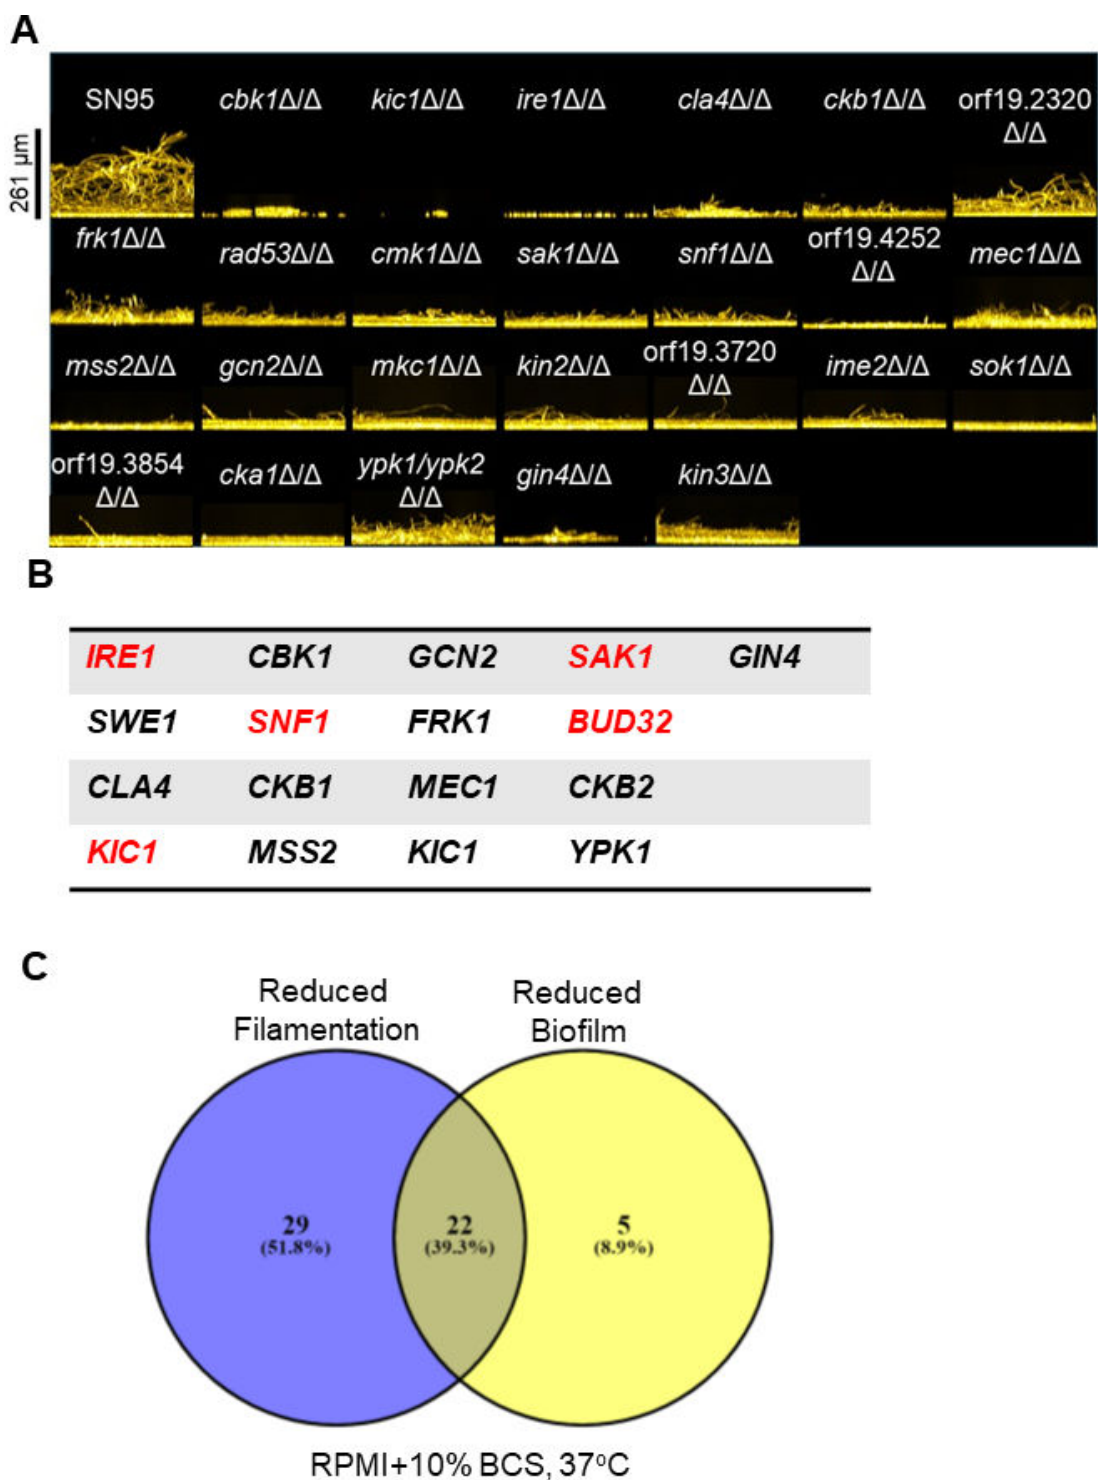 A
SN95 cbk1Δ/Δ kic1Δ/Δ ire1Δ/Δ cla4Δ/Δ ckb1Δ/Δ orf19.2320
Δ/Δ
261 μm
frk1Δ/Δ rad53Δ/Δ cmk1Δ/Δ sak1Δ/Δ snf1Δ/Δ orf19.4252
Δ/Δ
mec1Δ/Δ
mss2Δ/Δ gcn2Δ/Δ mkc1Δ/Δ kin2Δ/Δ orf19.3720
Δ/Δ
ime2Δ/Δ sok1Δ/Δ
orf19.3854
Δ/Δ
cka1Δ/Δ ypk1/ypk2
Δ/Δ
gin4Δ/Δ kin3Δ/Δ
B
IRE1 CBK1 GCN2 SAK1 GIN4
SWE1 SNF1 FRK1 BUD32
CLA4 CKB1 MEC1 CKB2
KIC1 MSS2 KIC1 YPK1
C
Reduced
Filamentation
Reduced
Biofilm
29
(51.8%)
22
(39.3%)
5
(8.9%)
RPMI+10% BCS, 37°C